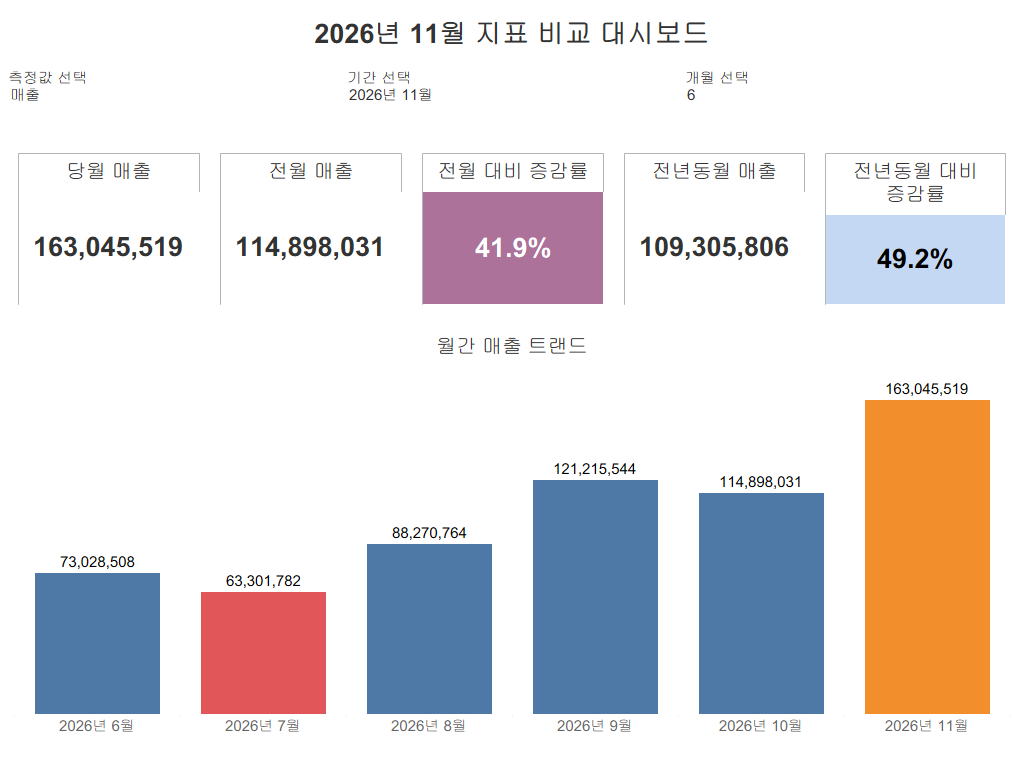 2026년 11월 지표 비교 대시보드
측정값 선택
매출
기간 선택
2026년 11월
개월 선택
6
당월 매출
163,045,519
전월 매출
114,898,031
전월 대비 증감률
41.9%
전년동월 매출
109,305,806
전년동월 대비
증감률
49.2%
월간 매출 트랜드
73,028,508
63,301,782
88,270,764
121,215,544
114,898,031
163,045,519
2026년 6월
2026년 7월
2026년 8월
2026년 9월
2026년 10월
2026년 11월